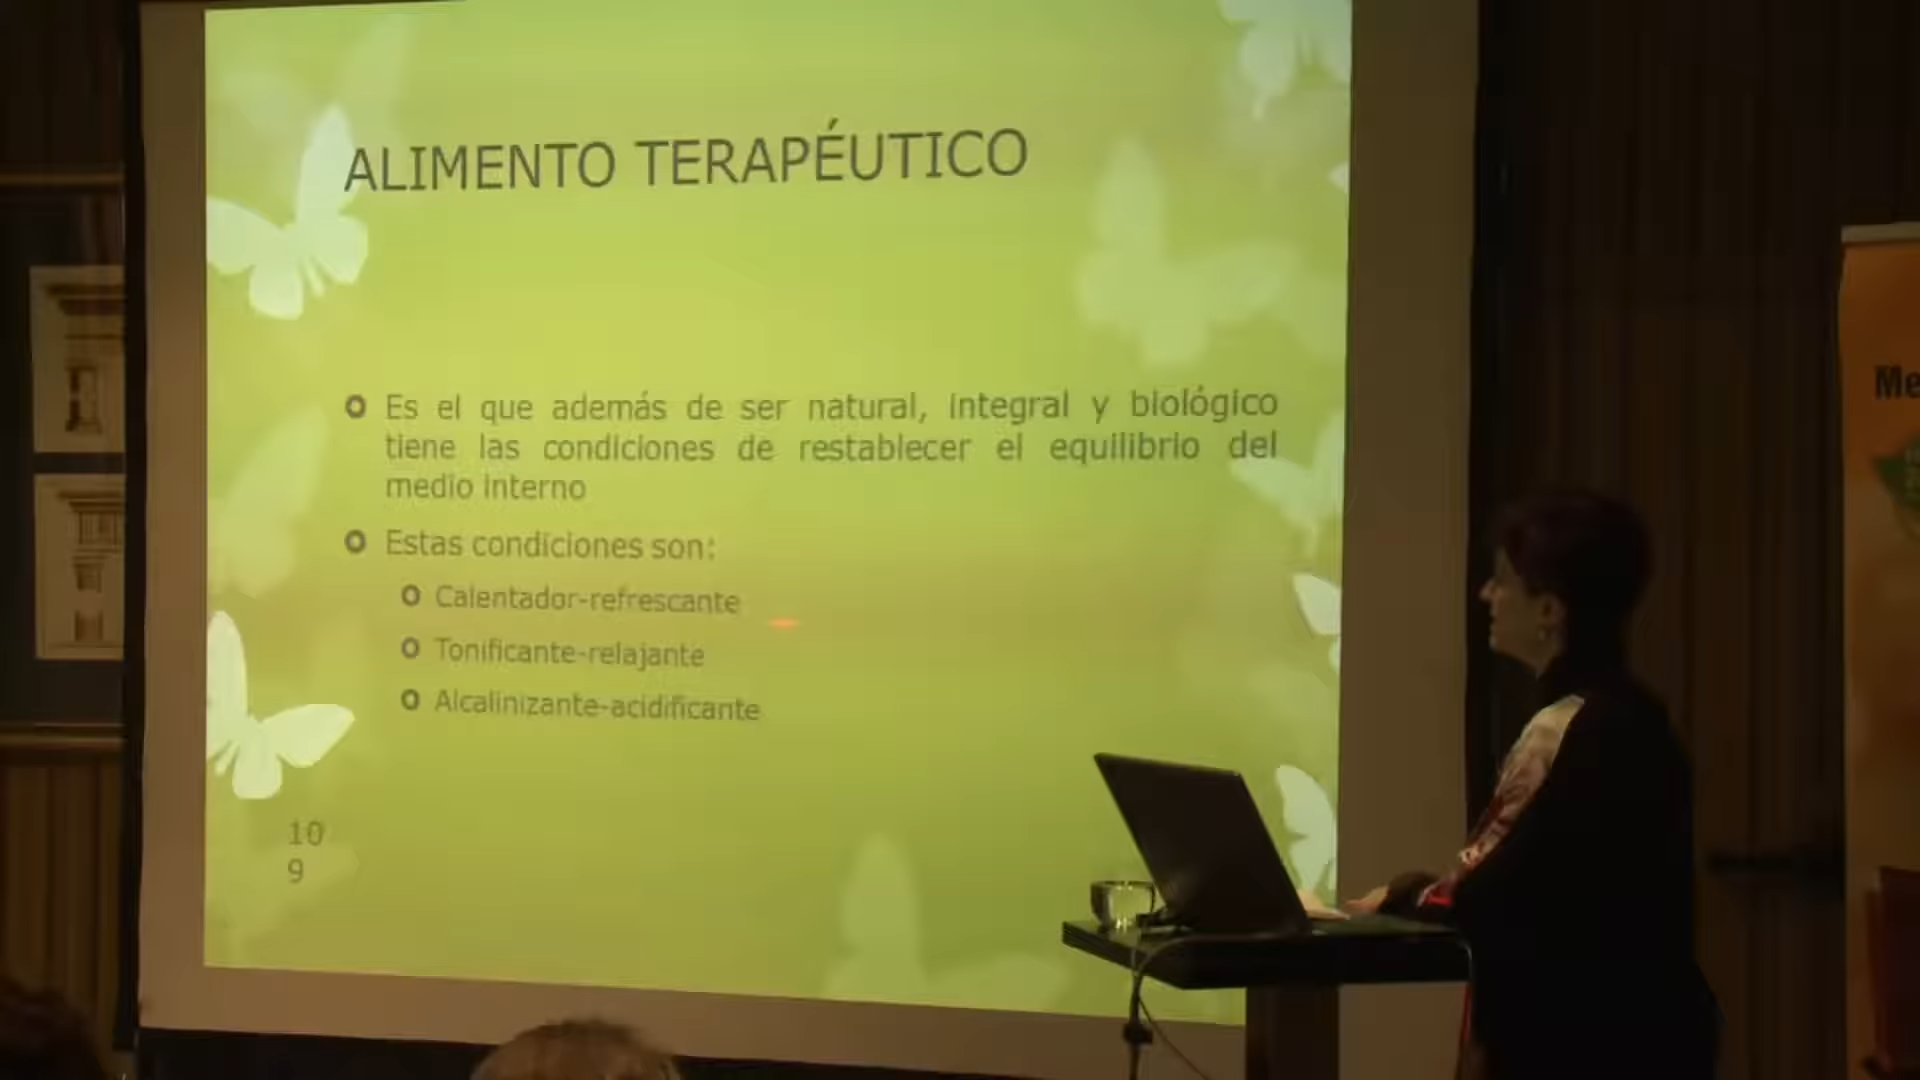 ALIMENTO TERAPÉUTICO
Es el que además de ser natural, integral y biológico
tiene las condiciones de restablecer el equilibrio del
medio interno
Estas condiciones son:
Calentador-refrescante
Tonificante-relajante
Alcalinizante-acidificante
10
9
Me